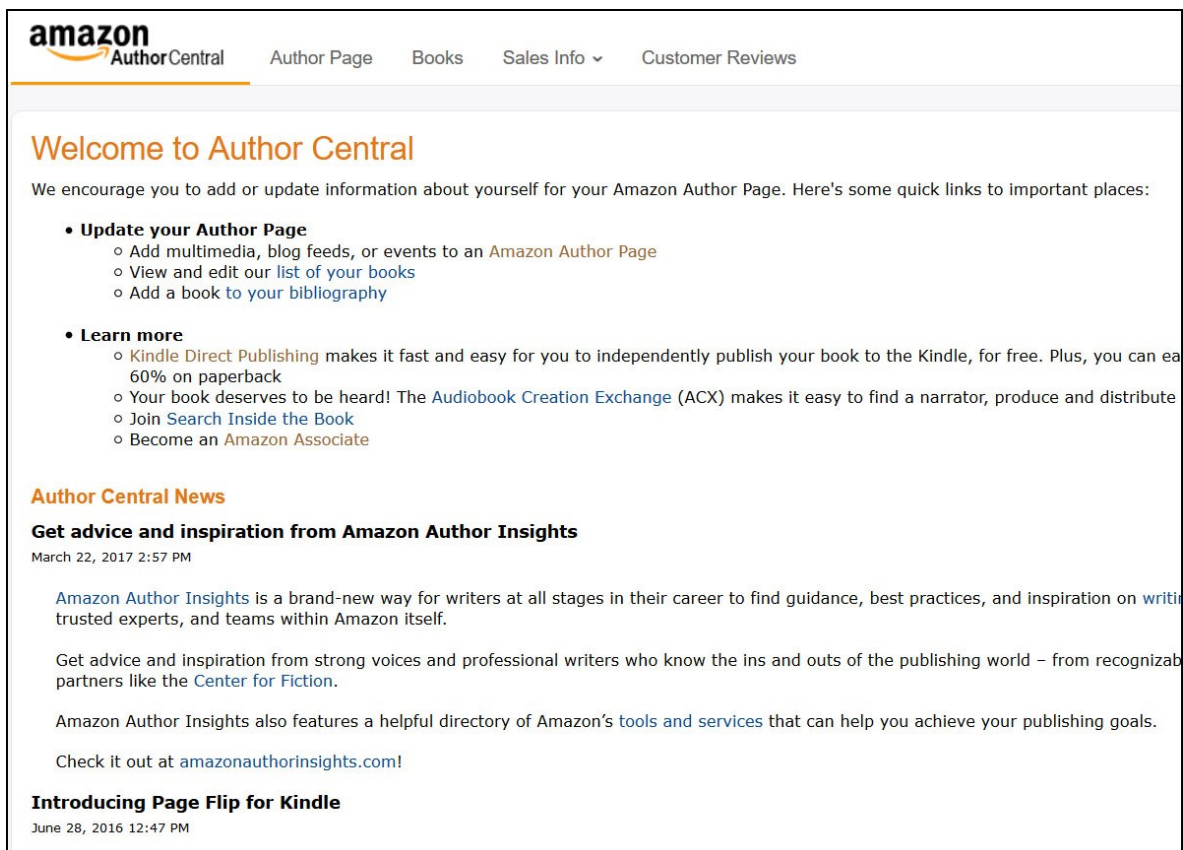 amazon
AuthorCentral
Author Page Books Sales Info Customer Reviews
Welcome to Author Central
We encourage you to add or update information about yourself for your Amazon Author Page. Here's some quick links to important places:
• Update your Author Page
Add multimedia, blog feeds, or events to an Amazon Author Page
View and edit our list of your books
Add a book to your bibliography
• Learn more
Kindle Direct Publishing makes it fast and easy for you to independently publish your book to the Kindle, for free. Plus, you can ea
60% on paperback
Your book deserves to be heard! The Audiobook Creation Exchange (ACX) makes it easy to find a narrator, produce and distribute
Join Search Inside the Book
Become an Amazon Associate
Author Central News
Get advice and inspiration from Amazon Author Insights
March 22, 2017 2:57 PM
Amazon Author Insights is a brand-new way for writers at all stages in their career to find guidance, best practices, and inspiration on writi
trusted experts, and teams within Amazon itself.
Get advice and inspiration from strong voices and professional writers who know the ins and outs of the publishing world – from recognizab
partners like the Center for Fiction.
Amazon Author Insights also features a helpful directory of Amazon’s tools and services that can help you achieve your publishing goals.
Check it out at amazonauthorinsights.com!
Introducing Page Flip for Kindle
June 28, 2016 12:47 PM